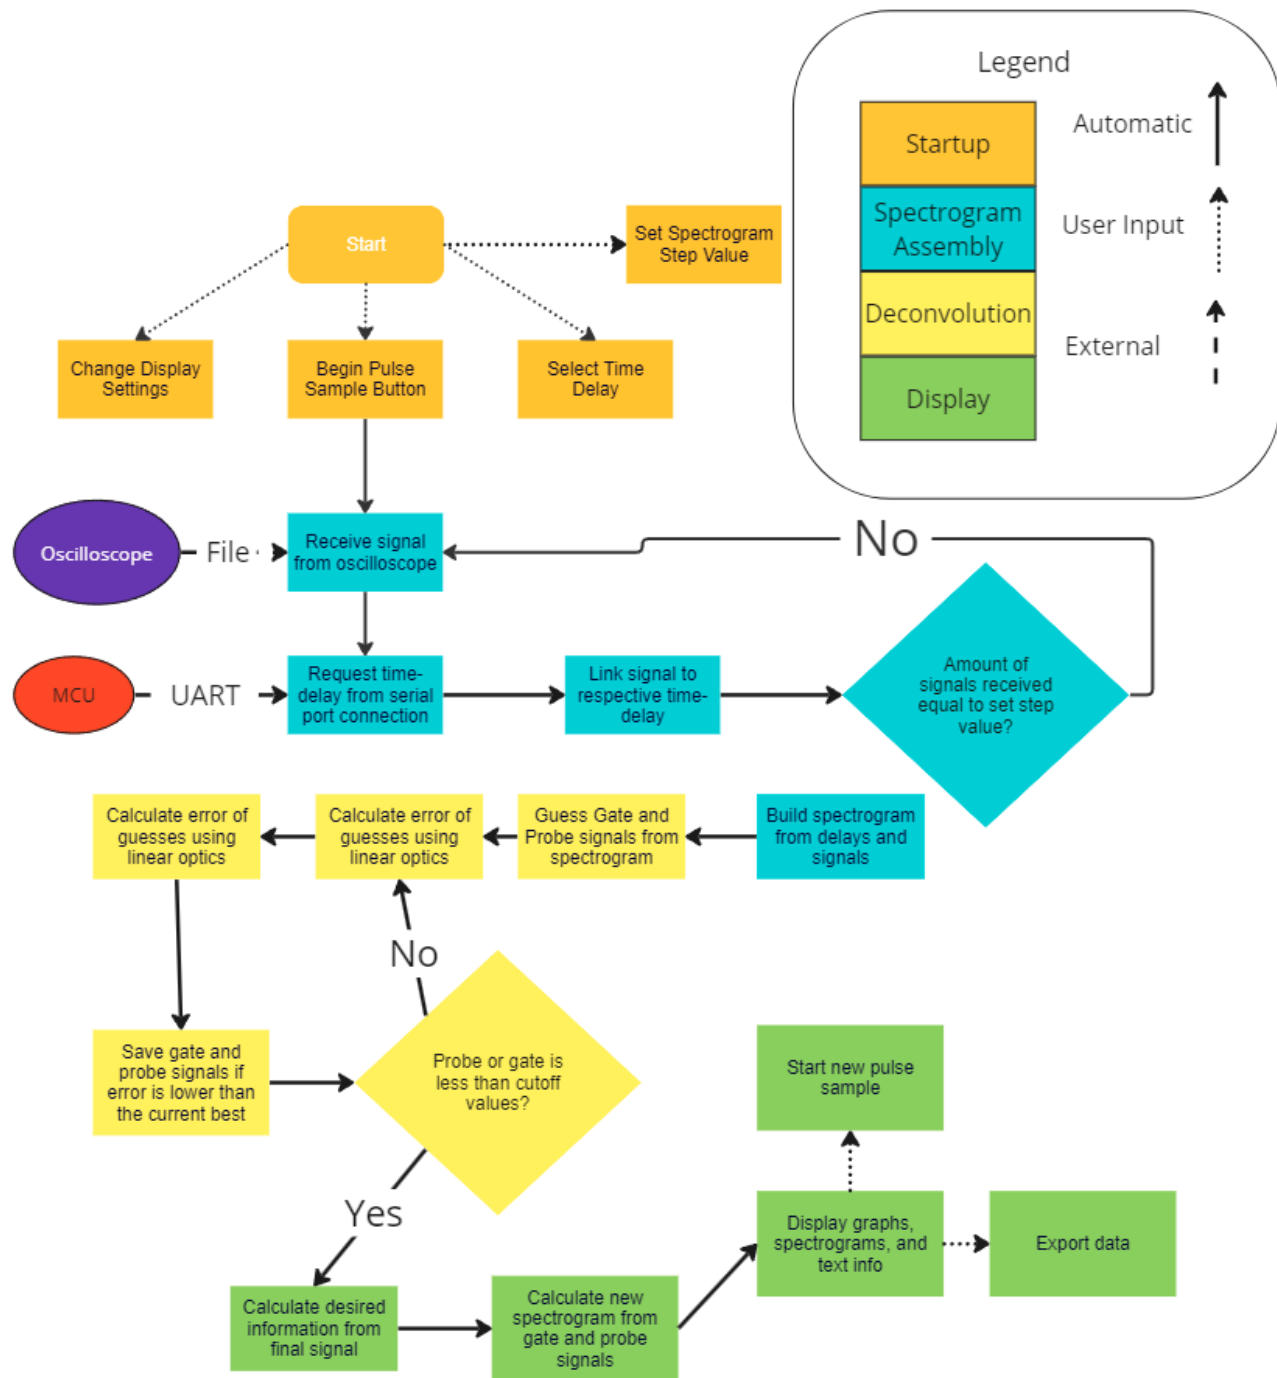 Legend
Startup
Automatic
Spectrogram
Assembly
User Input
Deconvolution
External
Display
Start
Set Spectrogram
Step Value
Change Display
Settings
Begin Pulse
Sample Button
Select Time
Delay
Oscilloscope
File
Receive signal
from oscilloscope
No
MCU
UART
Request time-
delay from serial
port connection
Link signal to
respective time-
delay
Amount of
signals received
equal to set step
value?
Calculate error of
guesses using
linear optics
Calculate error of
guesses using
linear optics
Guess Gate and
Probe signals from
spectrogram
Build spectrogram
from delays and
signals
No
Save gate and
probe signals if
error is lower than
the current best
Probe or gate is
less than cutoff
values?
Start new pulse
sample
Yes
Display graphs,
spectrograms, and
text info
Export data
Calculate desired
information from
final signal
Calculate new
spectrogram from
gate and probe
signals